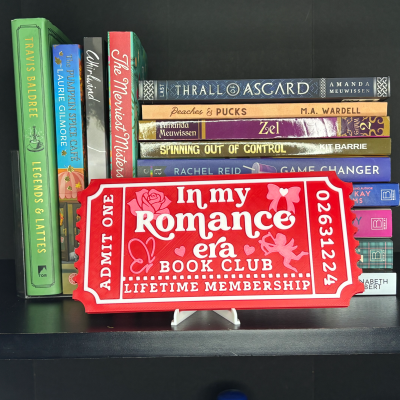 TRAVIS BALDREE
LEGENDS & LATTES
LAURIE GILMORE
Whirlwind
The Merriest Misters
LAST THRALL OF ASGARD AMANDA MEUWISSEN
Peaches & PUCKS M.A. WARDELL
Amanda Meuwissen Zel
SPINNING OUT OF CONTROL KIT BARRIE
RACHEL REID GAME CHANGER
ADMIT ONE
In my
Romance
era
BOOK CLUB
LIFETIME MEMBERSHIP
02631224